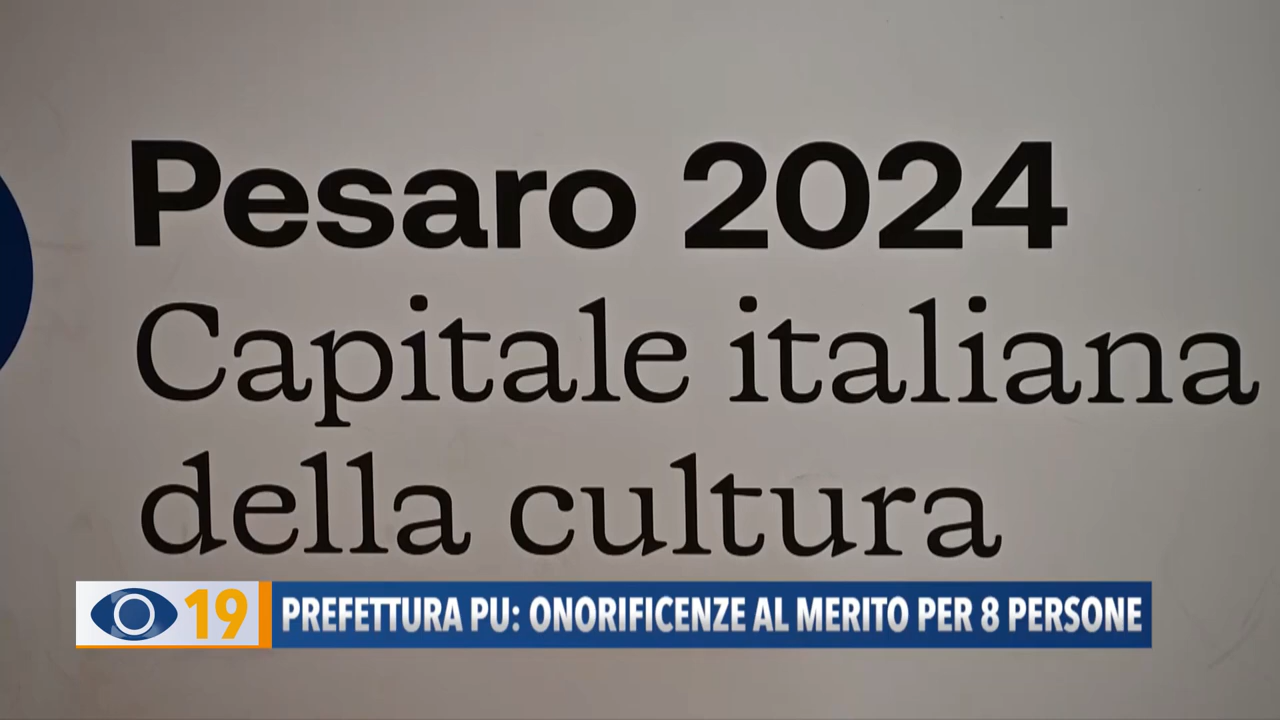 Pesaro 2024
Capitale italiana
della cultura
19 PREFETTURA PU: ONORIFICENZE AL MERITO PER 8 PERSONE